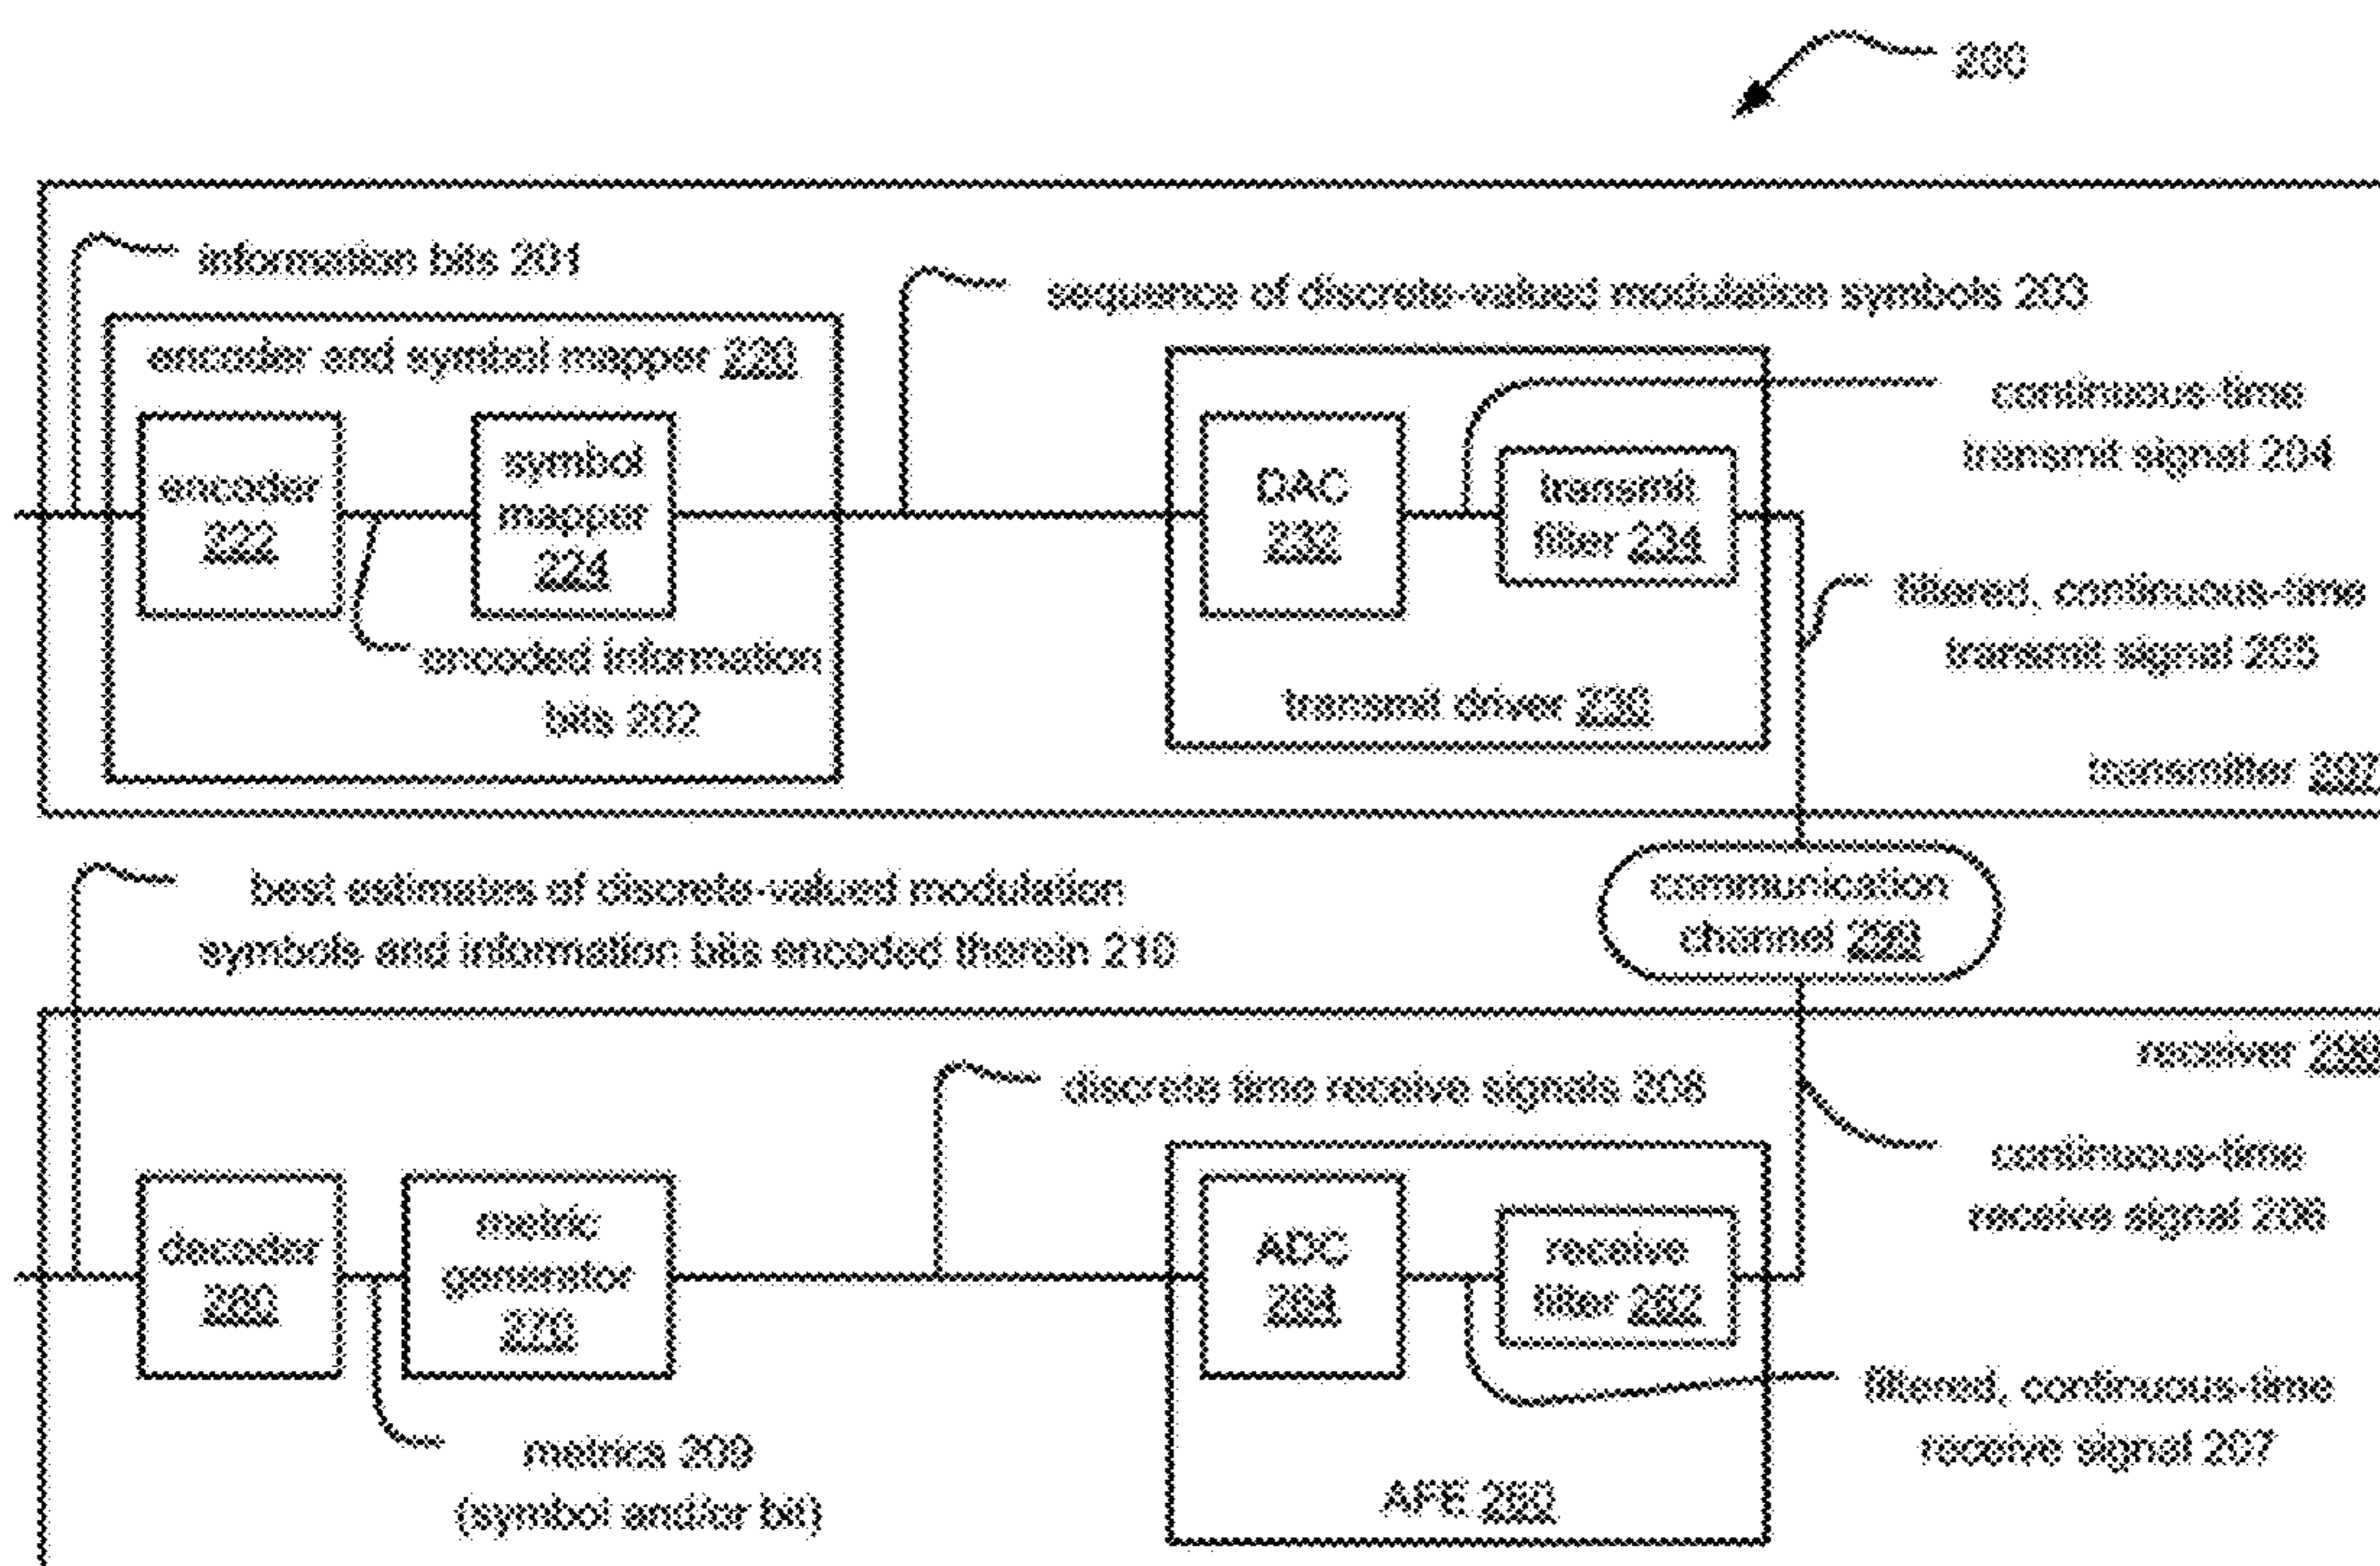 200
information bits 201
sequence of discrete-valued modulation symbols 203
encoder and symbol mapper 220
continuous-time
transmit signal 204
encoder
222
symbol
mapper
224
DAC
232
transmit
filter 234
encoded information
bits 202
filtered, continuous-time
transmit signal 205
transmit driver 230
transmitter
best estimates of discrete-valued modulation
symbols and information bits encoded therein 210
communication
channel
receiver
discrete time receive signals 208
continuous-time
receive signal 206
decoder
280
metric
generator
270
ADC
264
receive
filter 262
filtered, continuous-time
receive signal 207
metrics 209
(symbol and/or bit)
AFE 260